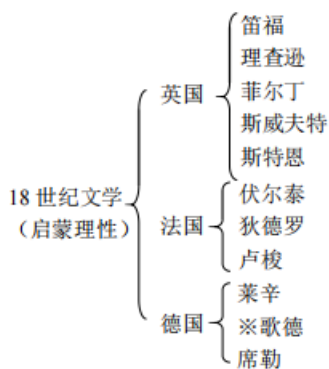 18 世纪文学
（启蒙理性）
英国
笛福
理查逊
菲尔丁
斯威夫特
斯特恩
法国
伏尔泰
狄德罗
卢梭
德国
莱辛
※歌德
席勒